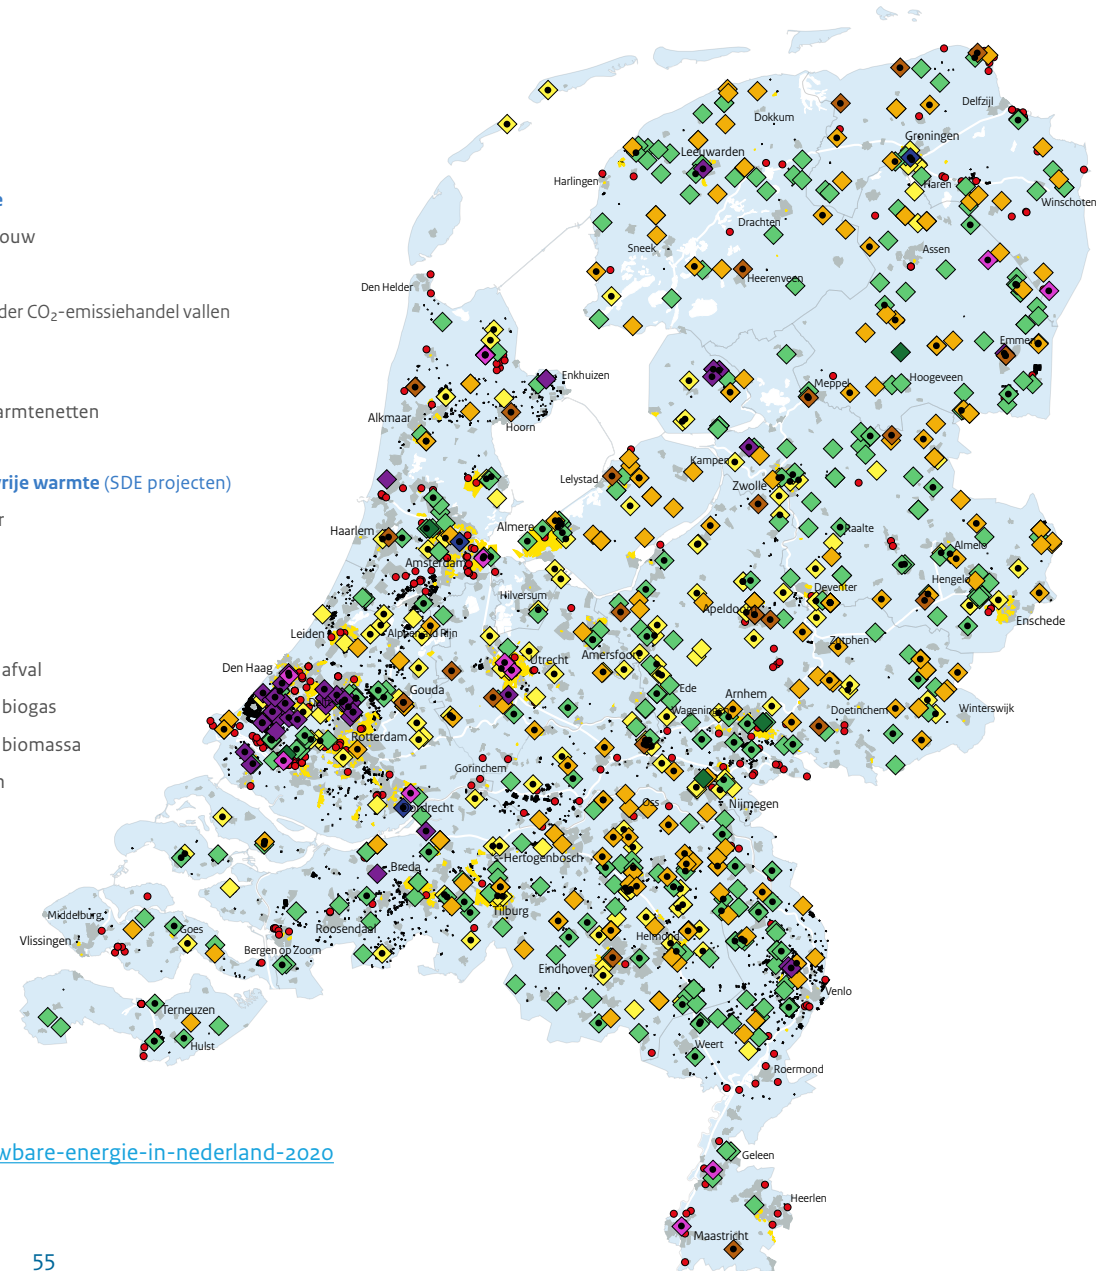 e
ouw
der CO₂-emissiehandel vallen
armtenetten
vrije warmte (SDE projecten)
r
afval
biogas
biomassa
n
wbare-energie-in-nederland-2020
55
Dokkum
Delfzijl
Groningen
Leeuwarden
Harlingen
Haren
Winschoten
Drachten
Sneek
Assen
Heerenveen
Den Helder
Emmen
Enkhuizen
Meppel
Hoogeveen
Alkmaar
Hoorn
Kampen
Lelystad
Zwolle
Haarlem
Almere
Raalte
Amsterdam
Almelo
Hilversum
Deventer
Hengelo
Apeldoorn
Enschede
Leiden
Alphen a/d Rijn
Zutphen
Den Haag
Utrecht
Amersfoort
Gouda
Ede
Arnhem
Wageningen
Doetinchem
Winterswijk
Rotterdam
Gorinchem
Dordrecht
Oss
Nijmegen
's-Hertogenbosch
Breda
Tilburg
Middelburg
Goes
Roosendaal
Vlissingen
Bergen op Zoom
Helmond
Eindhoven
Venlo
Terneuzen
Hulst
Weert
Roermond
Geleen
Heerlen
Maastricht